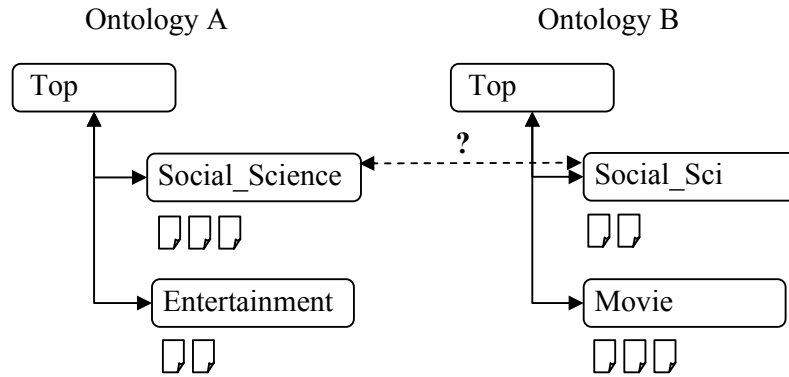 Ontology A
Ontology B
Top
Top
?
Social_Science
Social_Sci
Entertainment
Movie